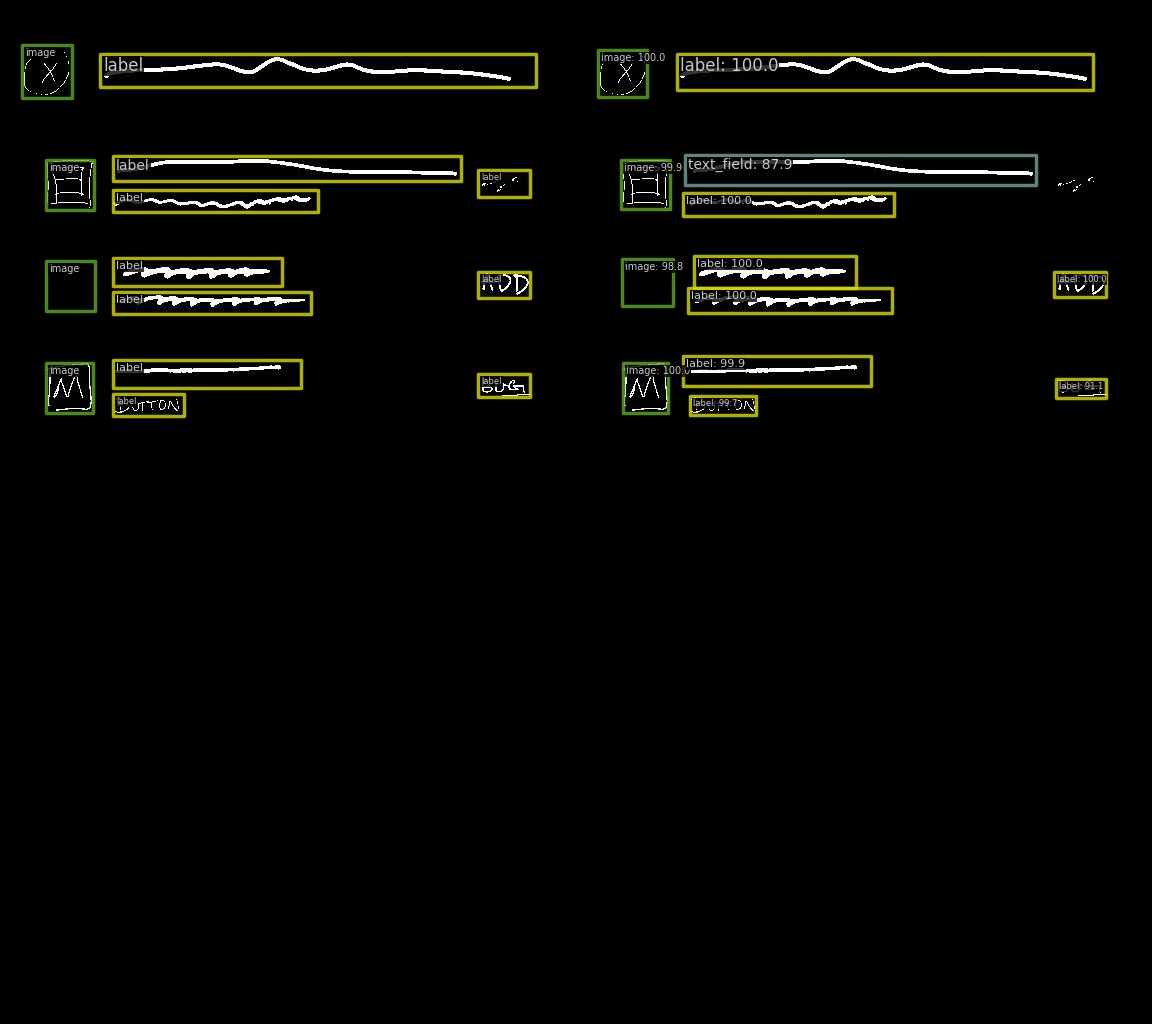 image label image: 100.0 label: 100.0
X X
image label label image: 99.9 text_field: 87.9
label label: 100.0
image label image: 98.8 label: 100.0
label label label: 100.0 label: 100.0
image label image: 100.0 label: 99.9
label label label: 99.7 label: 91.1
BUTTON BUTTON